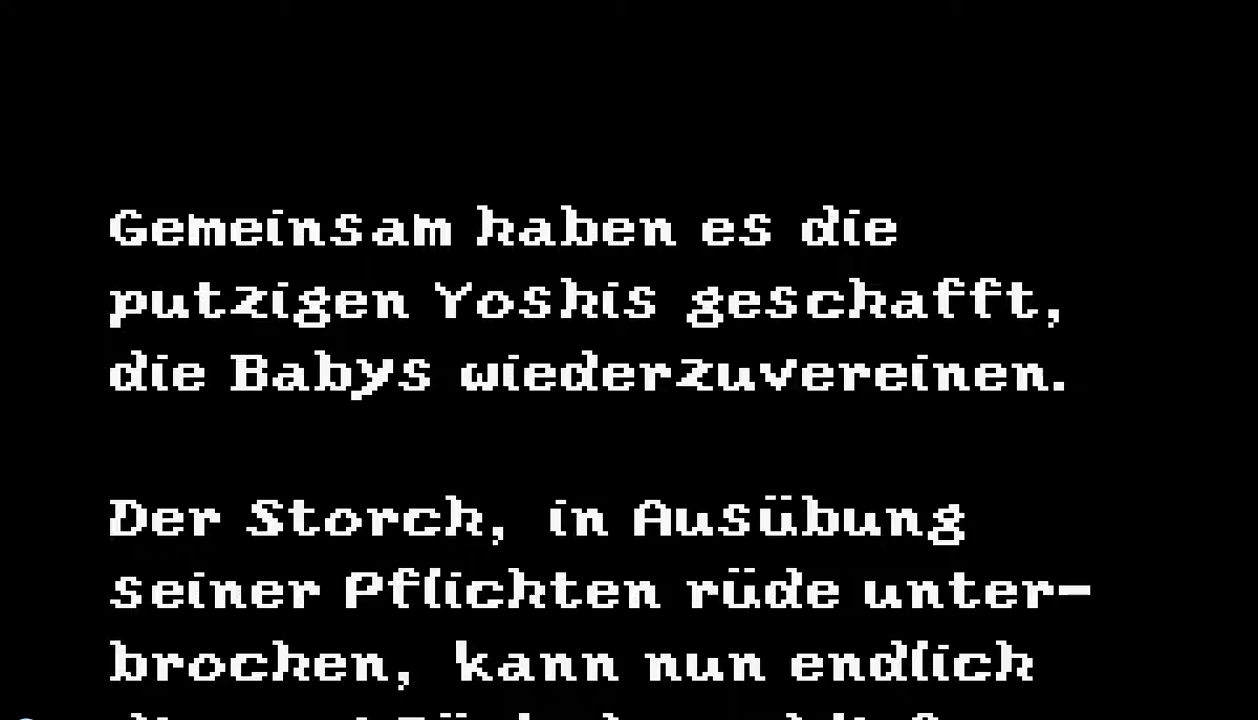 Gemeinsam haben es die
putzigen Yoshis geschafft,
die Babys wiederzuvereinen.
Der Storch, in Ausübung
seiner Pflichten rüde unter-
brochen, kann nun endlich